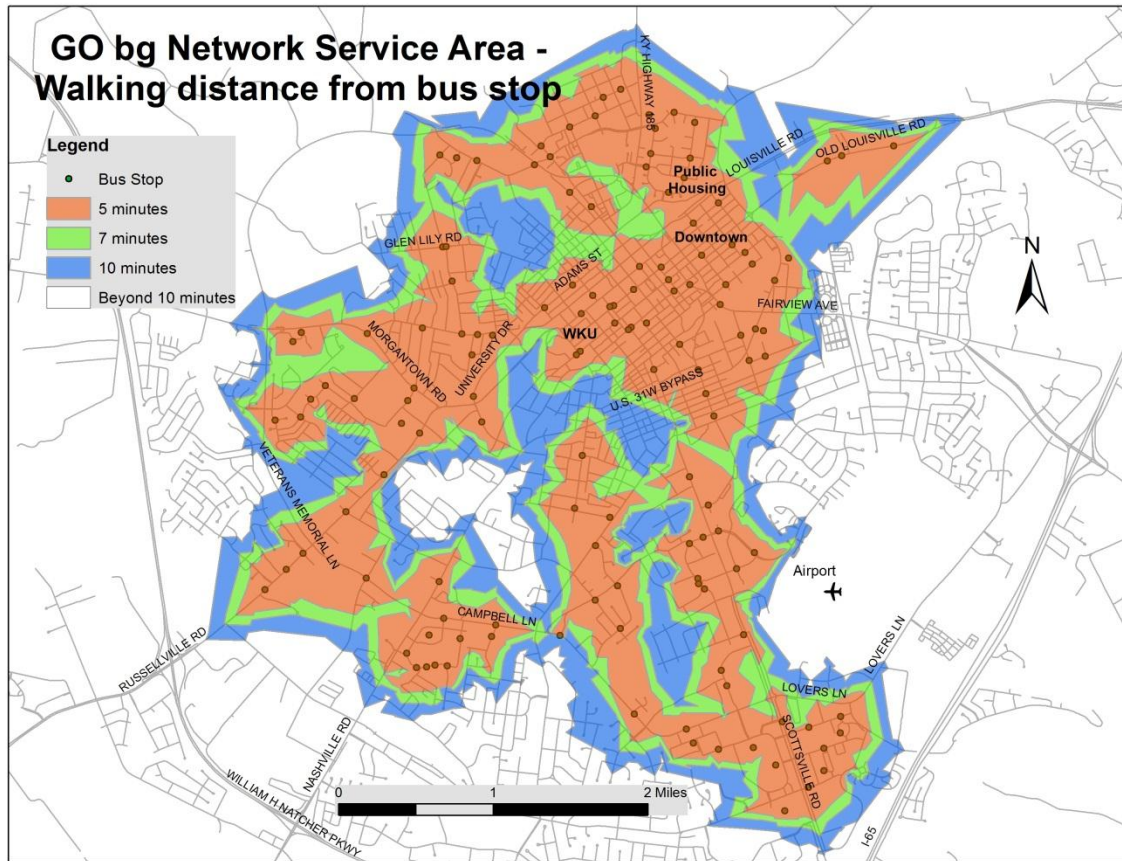 GO bg Network Service Area -
Walking distance from bus stop
Legend
Bus Stop
5 minutes
7 minutes
10 minutes
Beyond 10 minutes
KY HIGHWAY 185
LOUISVILLE RD
OLD LOUISVILLE RD
Public
Housing
Downtown
GLEN LILY RD
ADAMS ST
N
FAIRVIEW AVE
WKU
MORGANTOWN RD
UNIVERSITY DR
U.S. 31W BYPASS
VETERANS MEMORIAL LN
Airport
CAMPBELL LN
RUSSELLVILLE RD
LOVERS LN
LOVERS LN
SCOTTSVILLE RD
NASHVILLE RD
WILLIAM H NATCHER PKWY
0 1 2 Miles
I-65